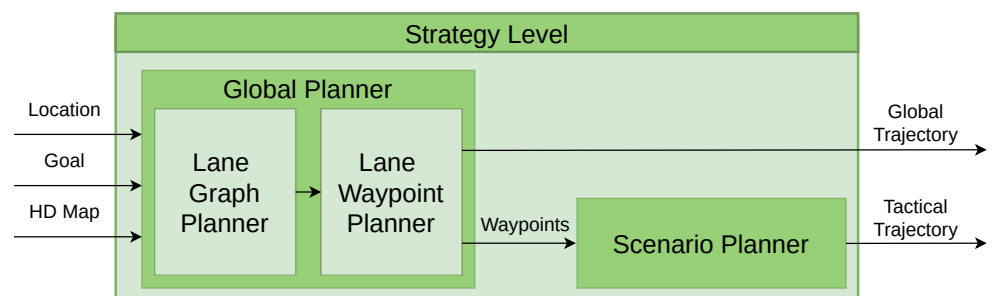 Strategy Level
Global Planner
Location
Goal
HD Map
Lane
Graph
Planner
Lane
Waypoint
Planner
Waypoints
Scenario Planner
Global
Trajectory
Tactical
Trajectory